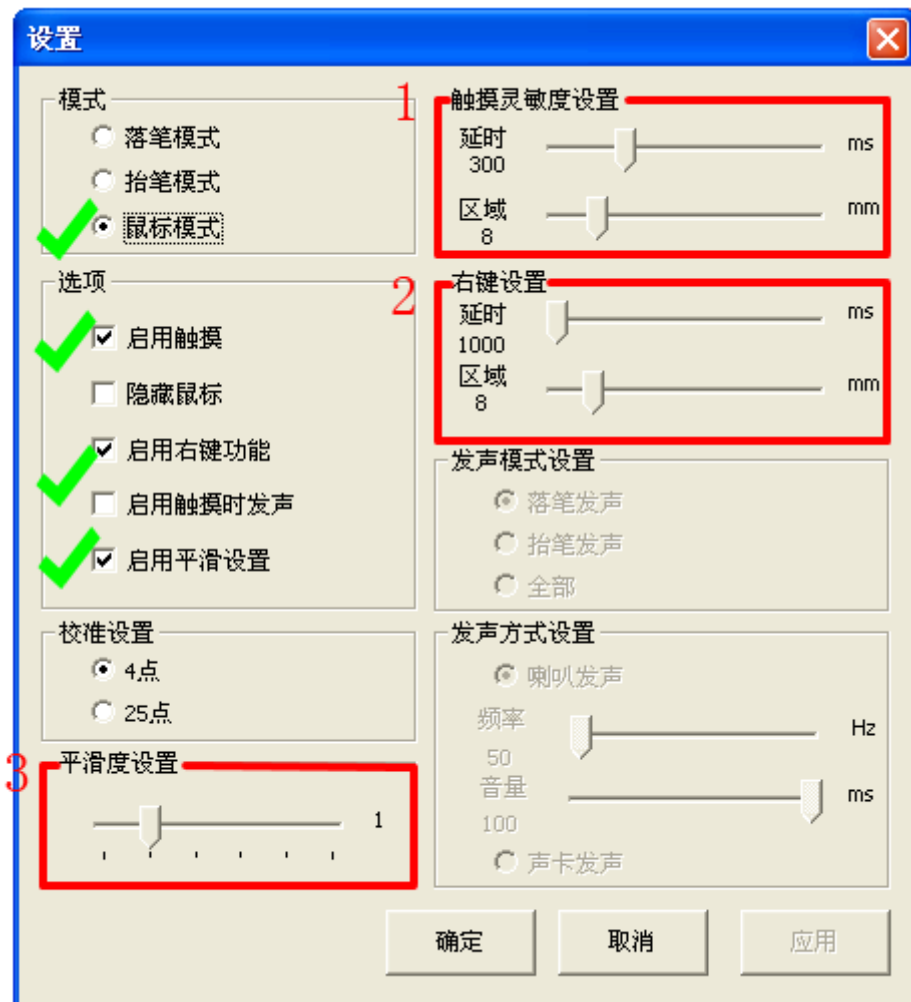 设置
模式
落笔模式
抬笔模式
鼠标模式
选项
启用触摸
隐藏鼠标
启用右键功能
启用触摸时发声
启用平滑设置
校准设置
4点
25点
3
平滑度设置
1
1
触摸灵敏度设置
延时
300
ms
区域
8
mm
2
右键设置
延时
1000
ms
区域
8
mm
发声模式设置
落笔发声
抬笔发声
全部
发声方式设置
喇叭发声
频率
50
Hz
音量
100
ms
声卡发声
确定 取消 应用